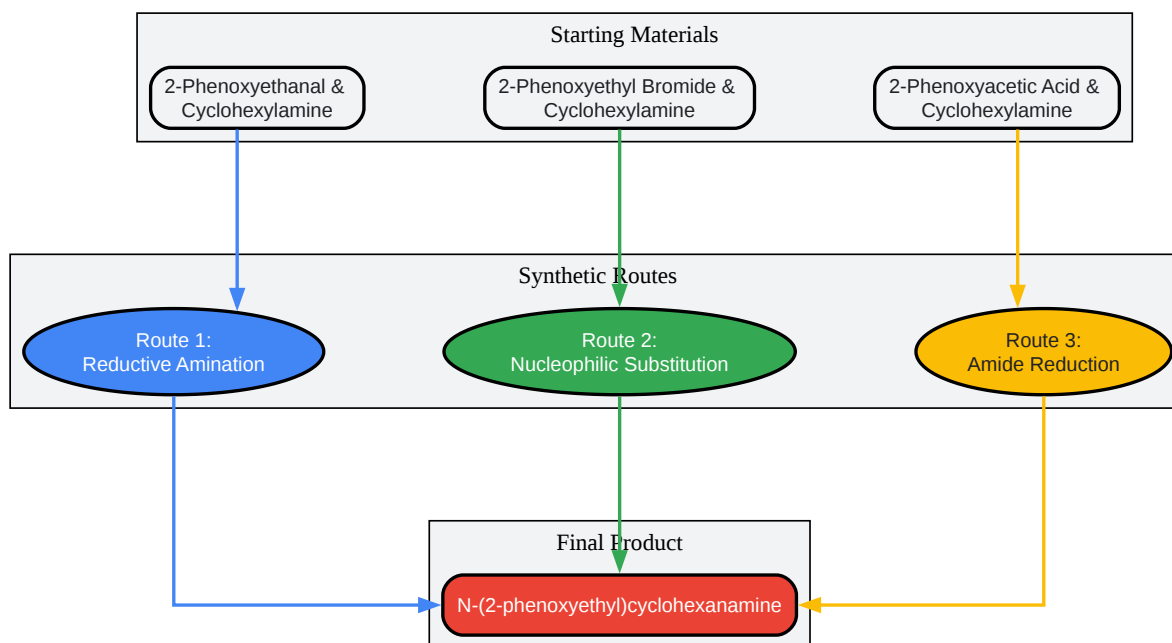 Starting Materials
2-Phenoxyethanal &
Cyclohexylamine
2-Phenoxyethyl Bromide &
Cyclohexylamine
2-Phenoxyacetic Acid &
Cyclohexylamine
Synthetic Routes
Route 1:
Reductive Amination
Route 2:
Nucleophilic Substitution
Route 3:
Amide Reduction
Final Product
N-(2-phenoxyethyl)cyclohexanamine